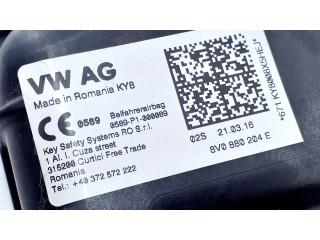 VW AG
Made in Romania KY8
CE 0589
Beifahrerairbag
0589-P1-000089
Key Safety Systems RO S.r.l.
1 Al. I. Cuza street
315200 Curtici Free Trade
Romania
Tel.: +40 372 572 222
02S 21.03.16
8V0 880 204 E